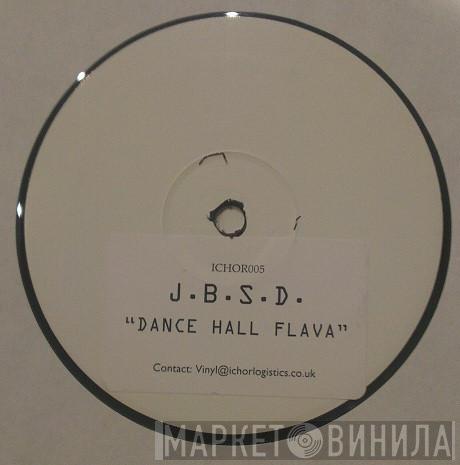 ICHOR005
J.B.S.D.
"DANCE HALL FLAVA"
Contact: Vinyl@ichorlogistics.co.uk
МАРКЕТ ВИНИЛА